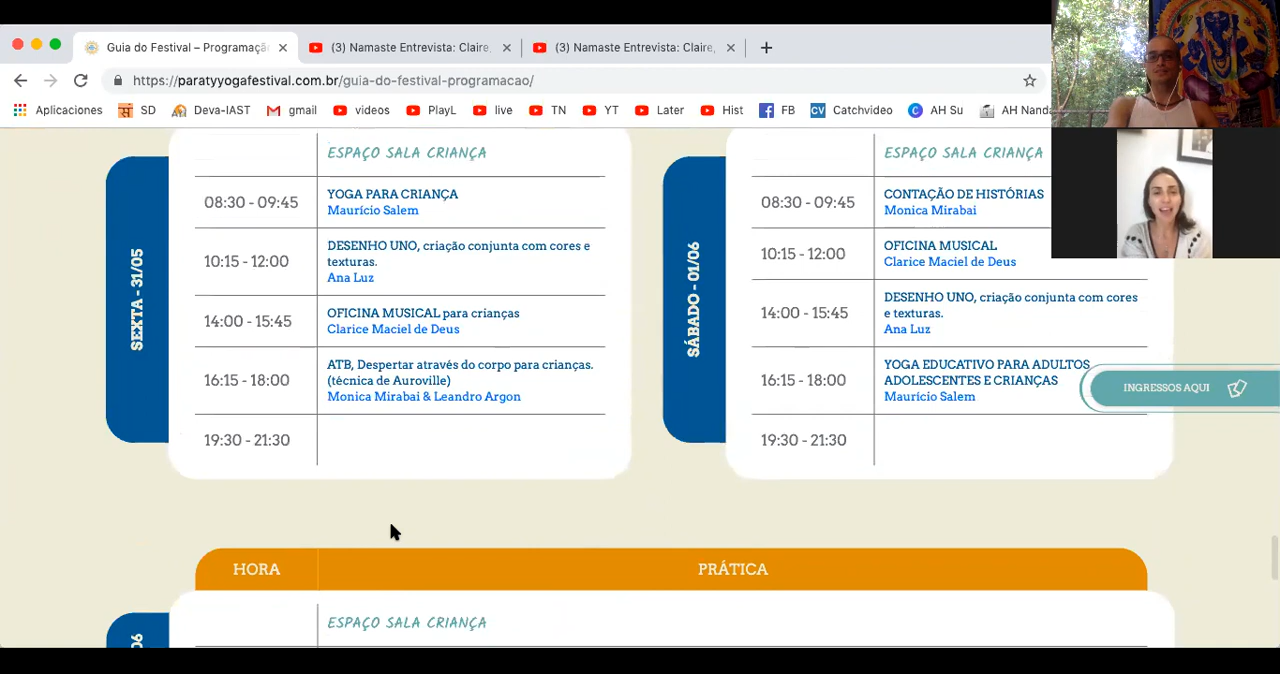 Guia do Festival – Programaçã
(3) Namaste Entrevista: Claire,
(3) Namaste Entrevista: Claire,
https://paratyyogafestival.com.br/guia-do-festival-programacao/
Aplicaciones
SD
Deva-IAST
gmail
videos
PlayL
live
TN
YT
Later
Hist
FB
CV
Catchvideo
AH Su
AH Nanda
SEXTA - 31/05
ESPAÇO SALA CRIANÇA
08:30 - 09:45
YOGA PARA CRIANÇA
Maurício Salem
10:15 - 12:00
DESENHO UNO, criação conjunta com cores e
texturas.
Ana Luz
14:00 - 15:45
OFICINA MUSICAL para crianças
Clarice Maciel de Deus
16:15 - 18:00
ATB, Despertar através do corpo para crianças.
(técnica de Auroville)
Monica Mirabai & Leandro Argon
19:30 - 21:30
SÁBADO - 01/06
ESPAÇO SALA CRIANÇA
08:30 - 09:45
CONTAÇÃO DE HISTÓRIAS
Monica Mirabai
10:15 - 12:00
OFICINA MUSICAL
Clarice Maciel de Deus
14:00 - 15:45
DESENHO UNO, criação conjunta com cores
e texturas.
Ana Luz
16:15 - 18:00
YOGA EDUCATIVO PARA ADULTOS
ADOLESCENTES E CRIANÇAS
Maurício Salem
19:30 - 21:30
INGRESSOS AQUI
HORA
PRÁTICA
ESPAÇO SALA CRIANÇA
06